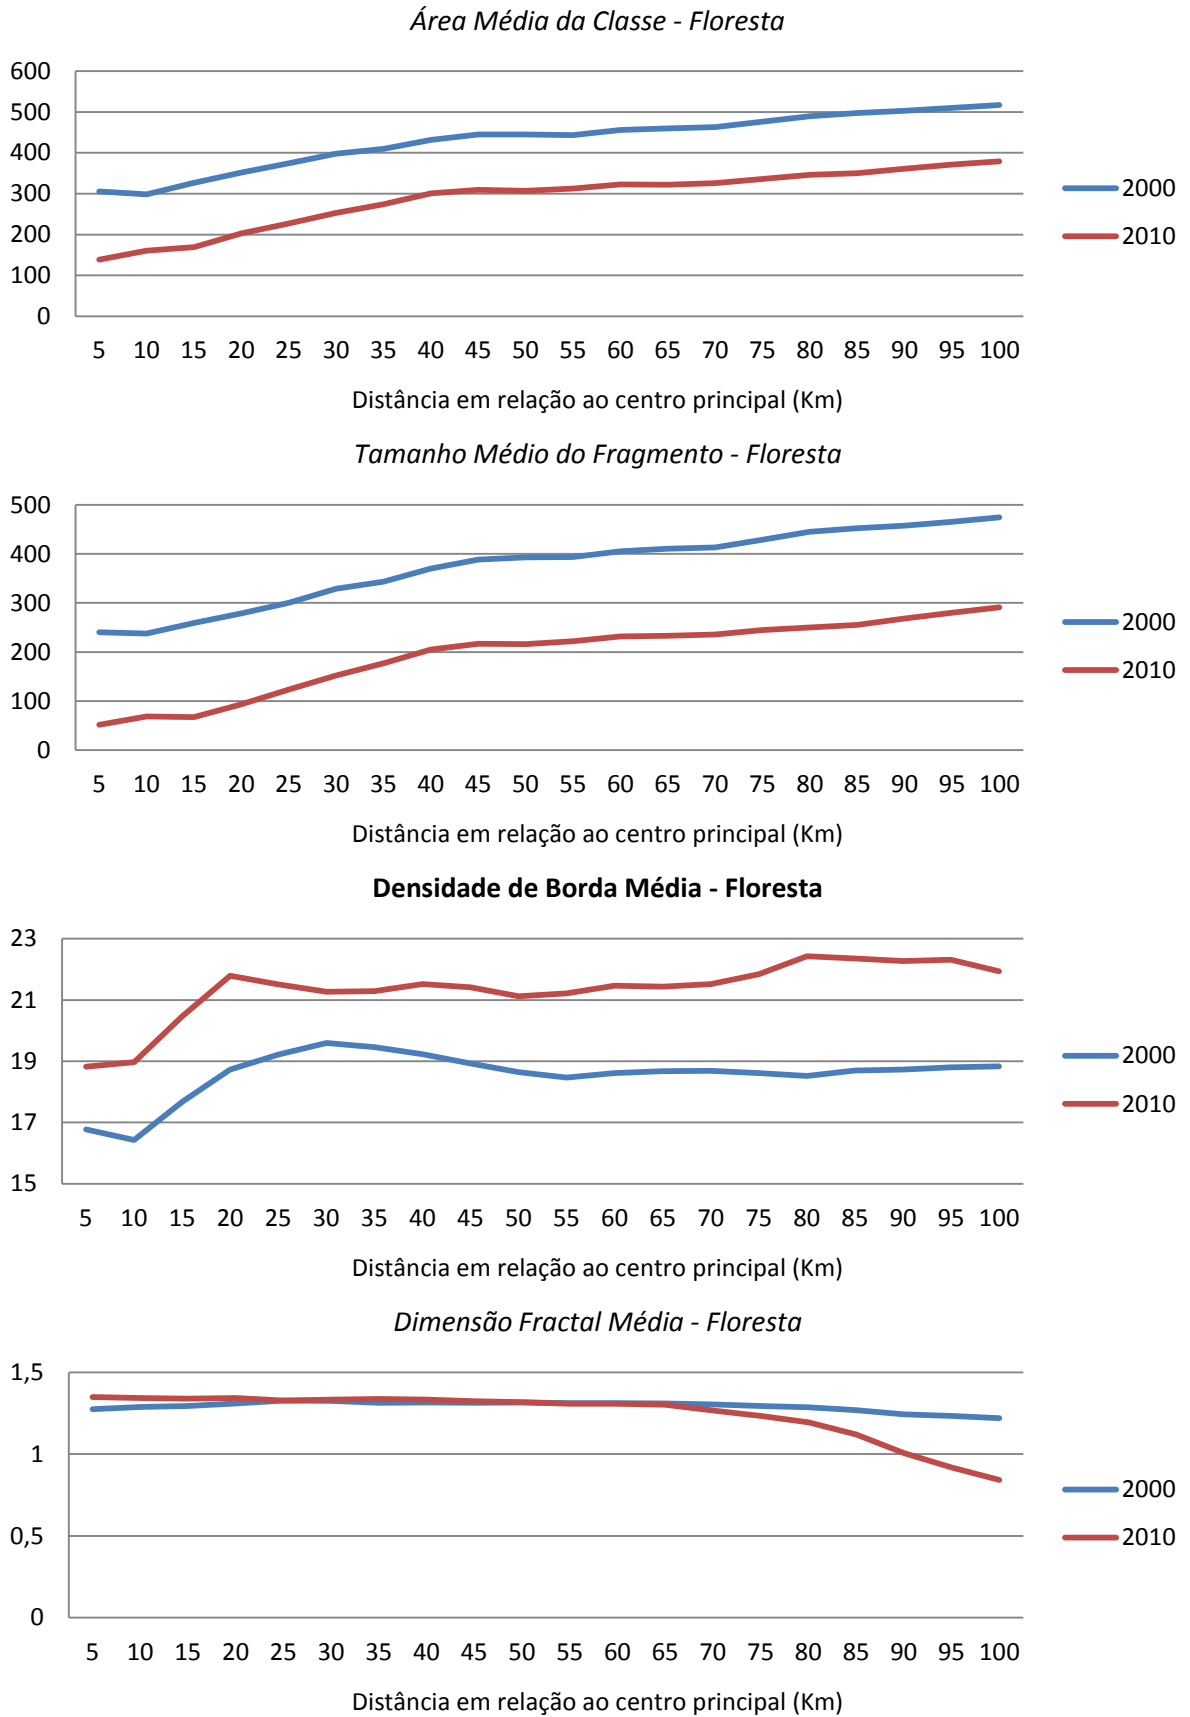 Área Média da Classe - Floresta
600
500
400
300
200
100
0
5 10 15 20 25 30 35 40 45 50 55 60 65 70 75 80 85 90 95 100
Distância em relação ao centro principal (Km)
2000
2010
Tamanho Médio do Fragmento - Floresta
500
400
300
200
100
0
5 10 15 20 25 30 35 40 45 50 55 60 65 70 75 80 85 90 95 100
Distância em relação ao centro principal (Km)
2000
2010
Densidade de Borda Média - Floresta
23
21
19
17
15
5 10 15 20 25 30 35 40 45 50 55 60 65 70 75 80 85 90 95 100
Distância em relação ao centro principal (Km)
2000
2010
Dimensão Fractal Média - Floresta
1,5
1
0,5
0
5 10 15 20 25 30 35 40 45 50 55 60 65 70 75 80 85 90 95 100
Distância em relação ao centro principal (Km)
2000
2010